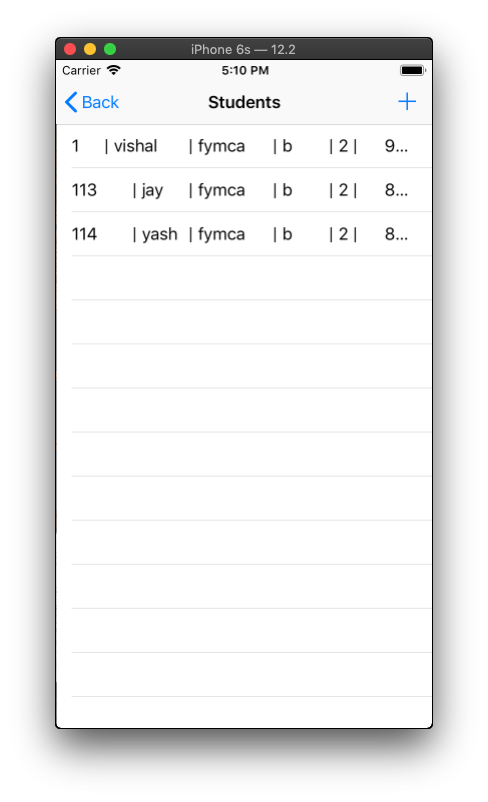 iPhone 6s — 12.2
Carrier 5:10 PM
Back Students +
1 | vishal | fymca | b | 2 | 9...
113 | jay | fymca | b | 2 | 8...
114 | yash | fymca | b | 2 | 8...